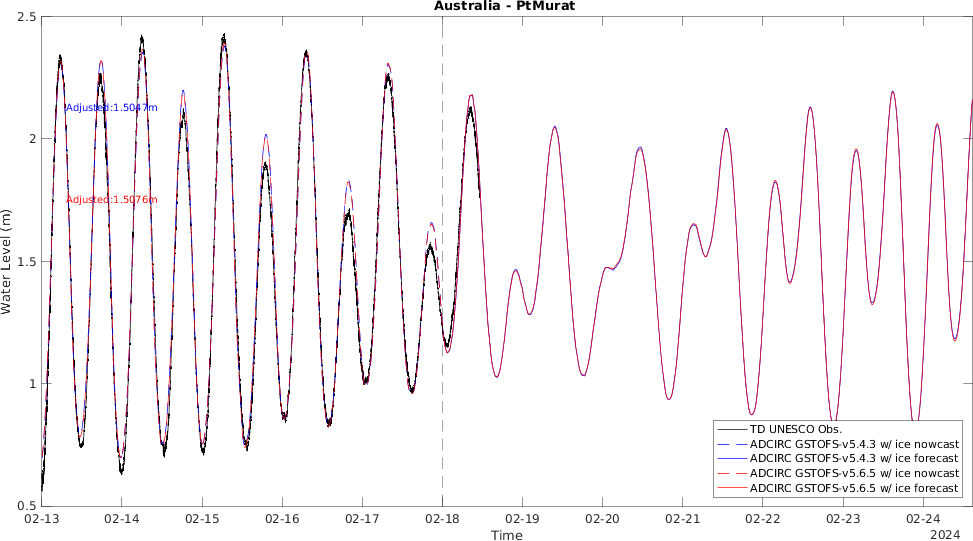 Australia - PtMurat
2.5
2
1.5
1
0.5
Water Level (m)
Adjusted:1.5047m
Adjusted:1.5076m
TD UNESCO Obs.
ADCIRC GSTOFS-v5.4.3 w/ ice nowcast
ADCIRC GSTOFS-v5.4.3 w/ ice forecast
ADCIRC GSTOFS-v5.6.5 w/ ice nowcast
ADCIRC GSTOFS-v5.6.5 w/ ice forecast
02-13 02-14 02-15 02-16 02-17 02-18 02-19 02-20 02-21 02-22 02-23 02-24
Time
2024